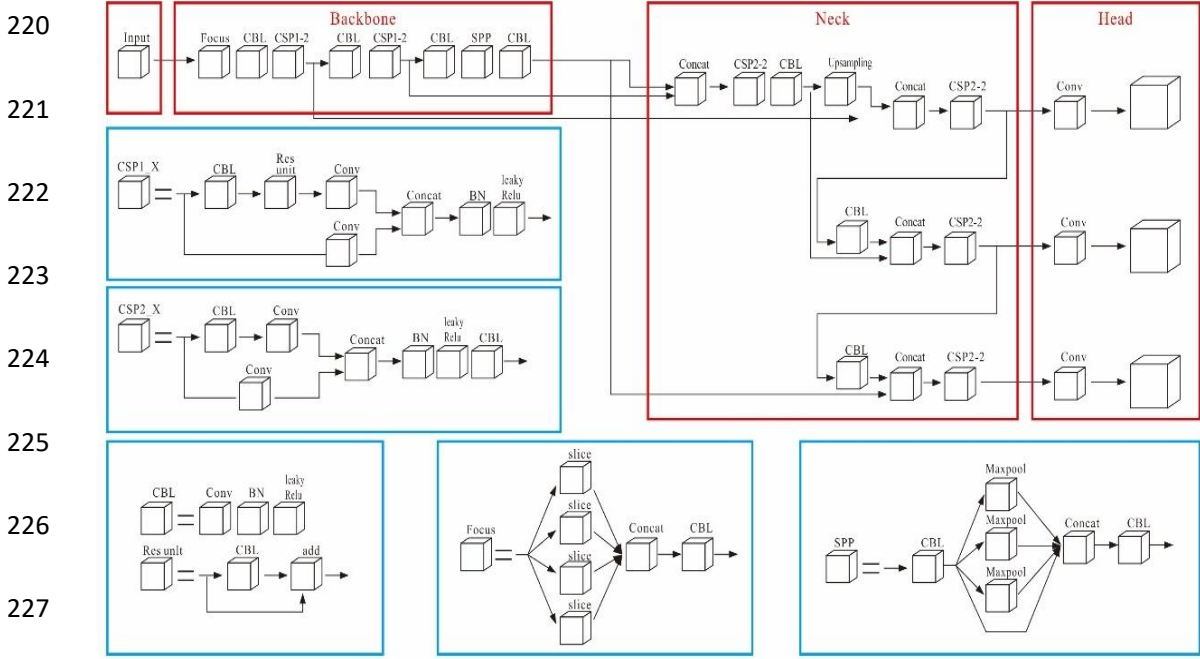 220
Backbone Neck Head
Input Focus CBL CSP1-2 CBL CSP1-2 CBL SPP CBL
Concat CSP2-2 CBL Upsampling
Concat CSP2-2 Conv
221
222
CSP1_X CBL Res unit Conv Concat BN leaky Relu
Conv
CBL Concat CSP2-2 Conv
223
CSP2_X CBL Conv Concat BN leaky Relu CBL
224
Conv
CBL Concat CSP2-2 Conv
225
CBL Conv BN leaky Relu
226
Res unit CBL add
Focus slice slice slice slice Concat CBL
SPP CBL Maxpool Maxpool Maxpool Concat CBL
227